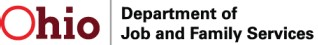 Ohio
Department of
Job and Family Services